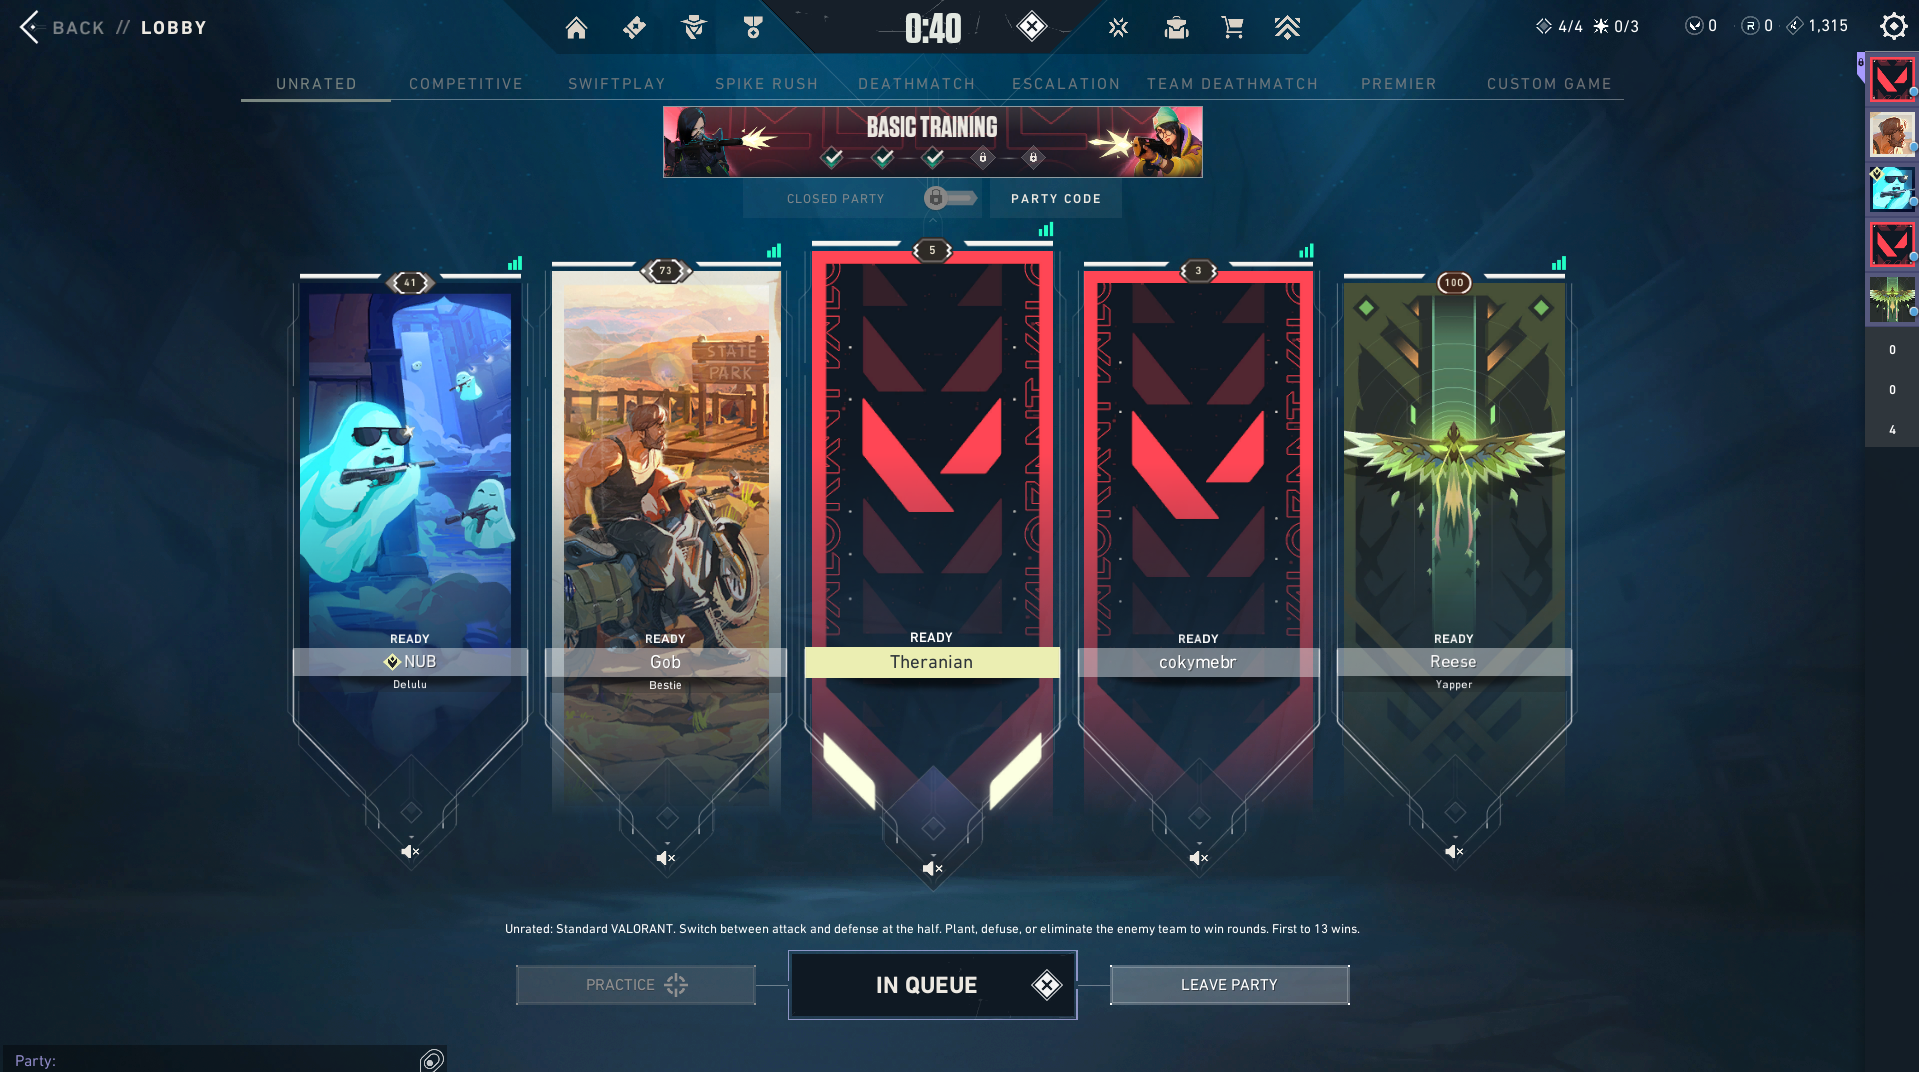 BACK // LOBBY
0:40
4/4 0/3
0 0 1,315
UNRATED COMPETITIVE SWIFTPLAY SPIKE RUSH DEATHMATCH ESCALATION TEAM DEATHMATCH PREMIER CUSTOM GAME
BASIC TRAINING
CLOSED PARTY
PARTY CODE
41
73
5
3
100
STATE
PARK
VALORANT
VALORANT
VALORANT
VALORANT
READY
NUB
Delulu
READY
Gob
Bestie
READY
Theranian
READY
cokymebr
READY
Reese
Yapper
0
0
4
Unrated: Standard VALORANT. Switch between attack and defense at the half. Plant, defuse, or eliminate the enemy team to win rounds. First to 13 wins.
PRACTICE
IN QUEUE
LEAVE PARTY
Party: